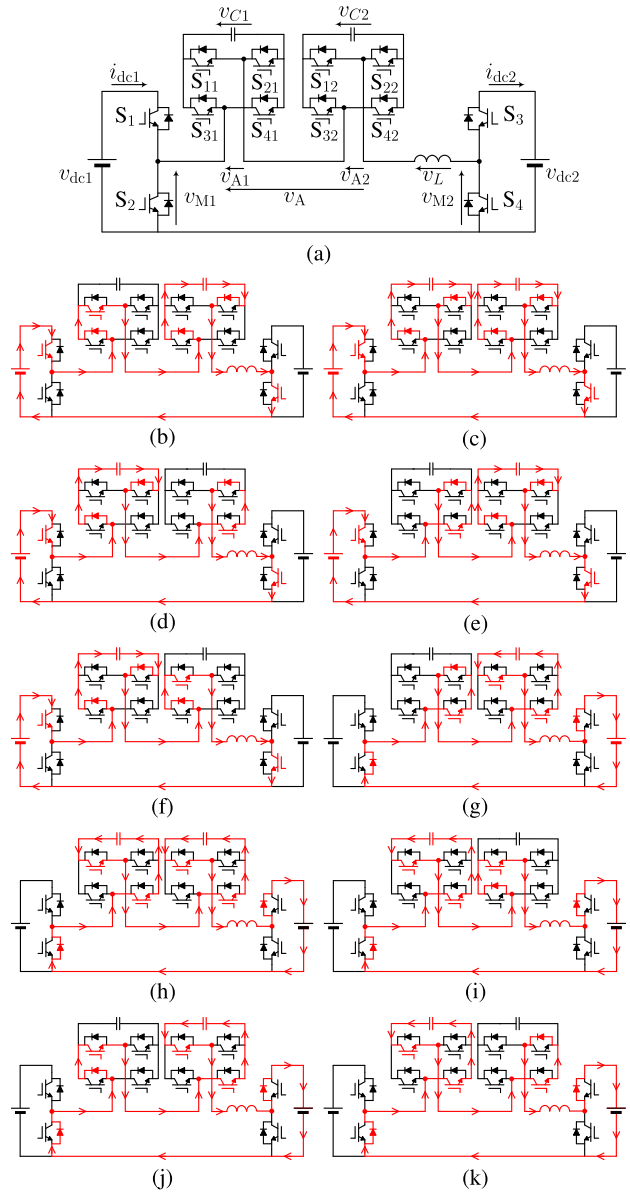 v_C1 v_C2
i_dc1 S_11 S_21 S_12 S_22 i_dc2
S_1 S_31 S_41 S_32 S_42 S_3
v_dc1 v_A1 v_A2 v_L v_dc2
S_2 v_M1 v_A v_M2 S_4
(a)
(b) (c)
(d) (e)
(f) (g)
(h) (i)
(j) (k)